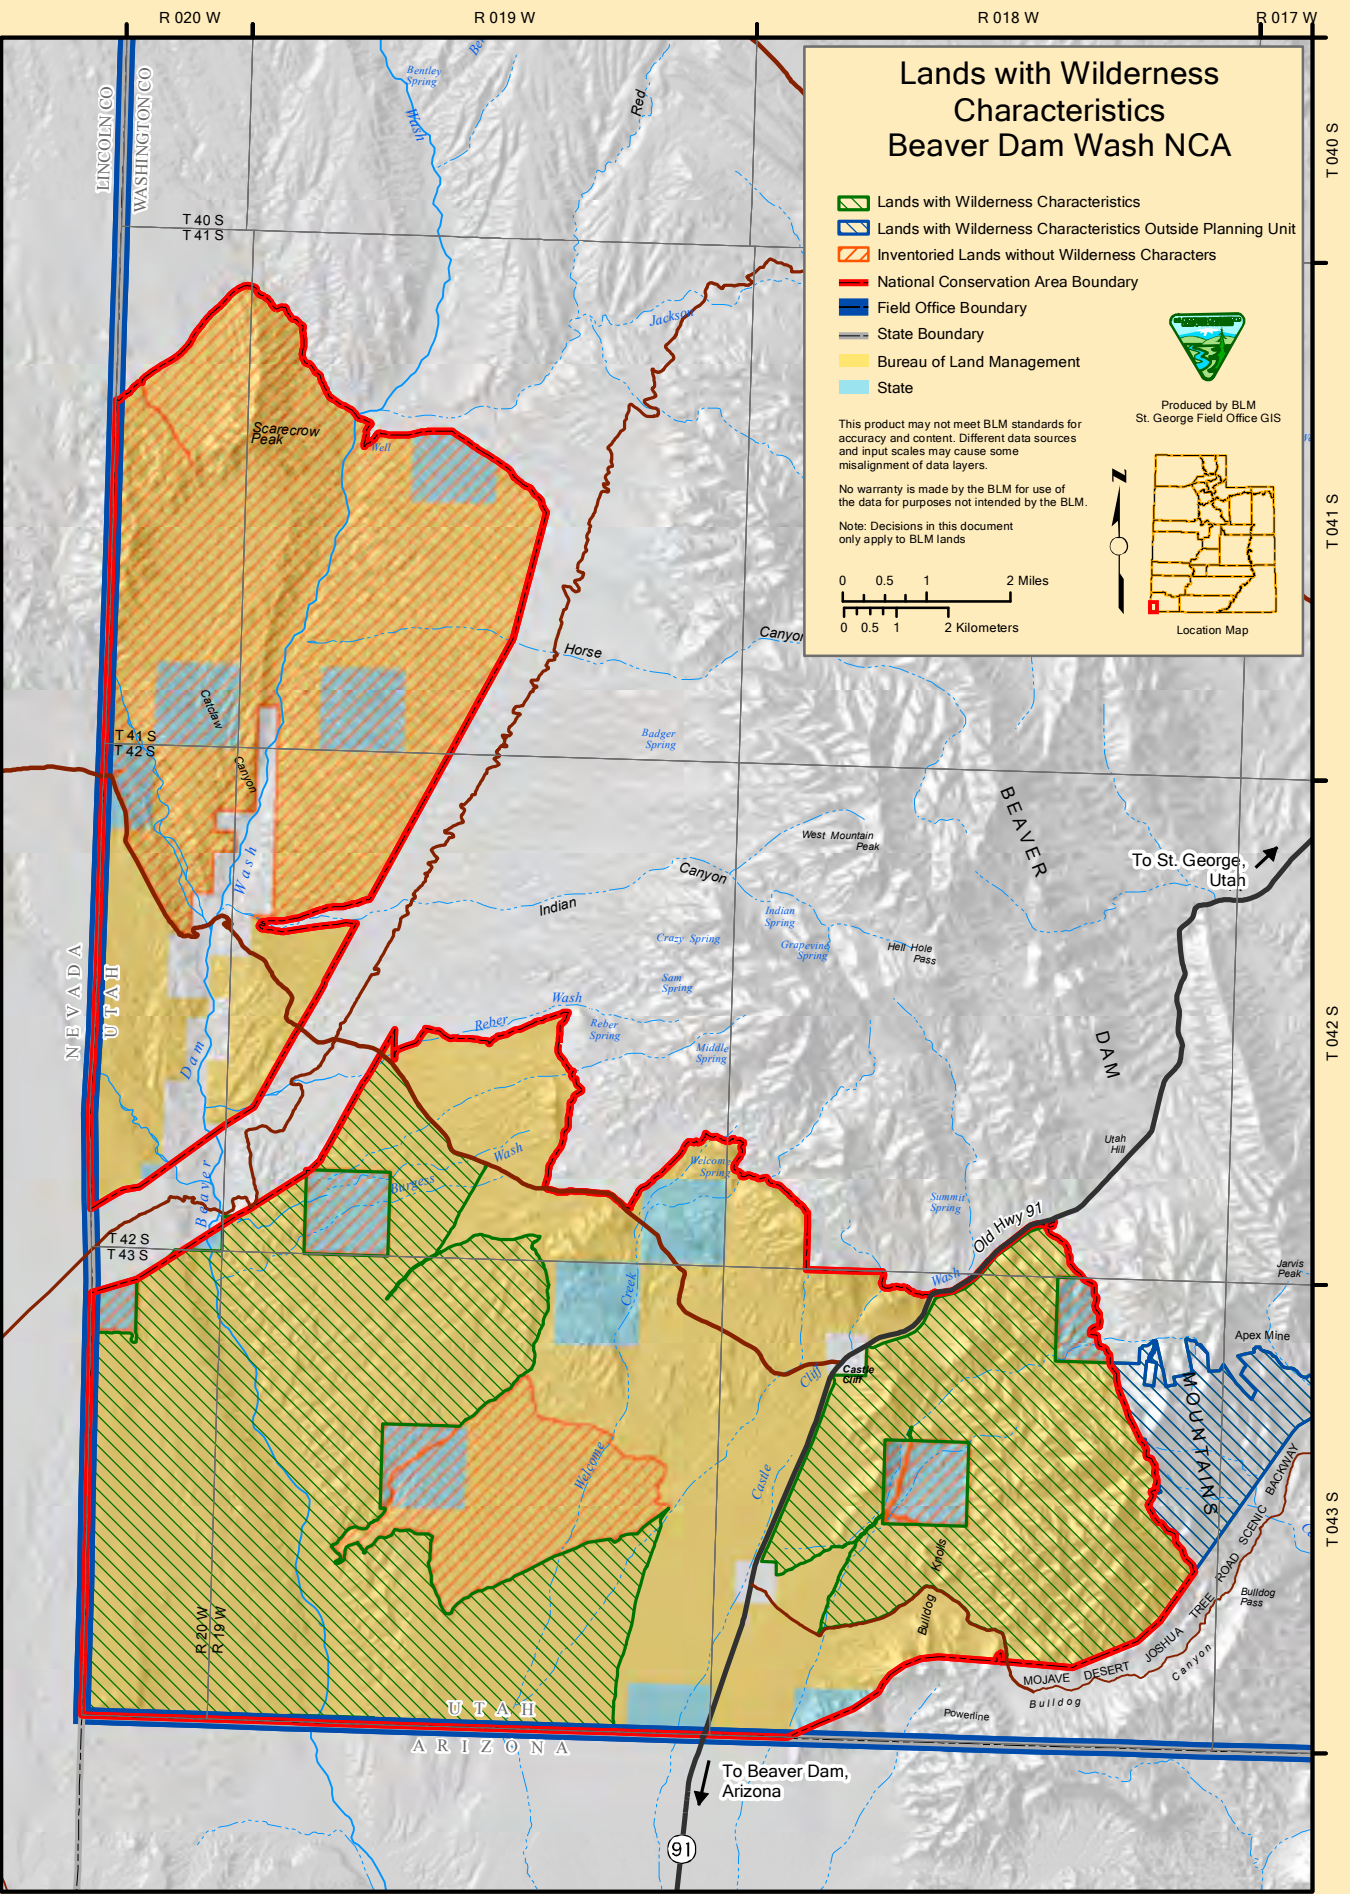 R 020 W
R 019 W
R 018 W
R 017 W
Lands with Wilderness
Characteristics
Beaver Dam Wash NCA
Lands with Wilderness Characteristics
Lands with Wilderness Characteristics Outside Planning Unit
Inventoried Lands without Wilderness Characters
National Conservation Area Boundary
Field Office Boundary
State Boundary
Bureau of Land Management
State
Produced by BLM
St. George Field Office GIS
This product may not meet BLM standards for
accuracy and content. Different data sources
and input scales may cause some
misalignment of data layers.
No warranty is made by the BLM for use of
the data for purposes not intended by the BLM.
Note: Decisions in this document
only apply to BLM lands
0 0.5 1 2 Miles
0 0.5 1 2 Kilometers
Z
Location Map
T 040 S
T 041 S
T 042 S
T 043 S
LINCOLN CO
WASHINGTON CO
Bentley
Spring
Wash
Red
T 40 S
T 41 S
Jackson
Scarecrow
Peak
Well
Horse
Canyon
Catclaw
Canyon
T 41 S
T 42 S
Badger
Spring
West Mountain
Peak
BEAVER
To St. George,
Utah
Wash
Canyon
Indian
Indian
Spring
Crazy Spring
Grapevine
Spring
Hell Hole
Pass
Sam
Spring
NEVADA
UTAH
Wash
Reber
Reber
Spring
Middle
Spring
DAM
Dam
Utah
Hill
Wash
Burgess
Welcome
Spring
Beaver
Summit
Spring
Old Hwy 91
T 42 S
T 43 S
Wash
Creek
Jarvis
Peak
Apex Mine
Castle
Cliff
Cliff
MOUNTAINS
Welcome
Castle
Knolls
Bulldog
BACKWAY
SCENIC
ROAD
TREE
JOSHUA
DESERT
MOJAVE
Bulldog
Pass
Canyon
Bulldog
Powerline
R 20 W
R 19 W
UTAH
ARIZONA
To Beaver Dam,
Arizona
91